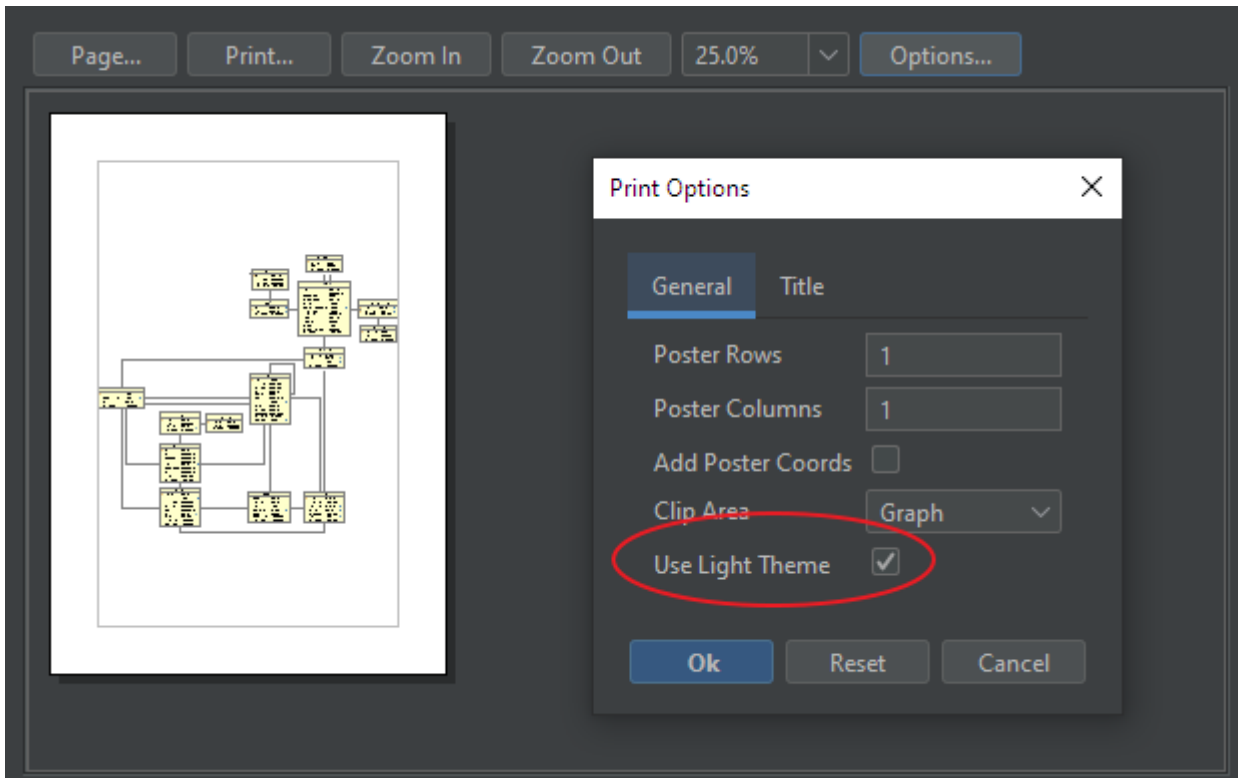 Page... Print... Zoom In Zoom Out 25.0% Options...
Print Options
General Title
Poster Rows 1
Poster Columns 1
Add Poster Coords
Clip Area Graph
Use Light Theme
Ok Reset Cancel